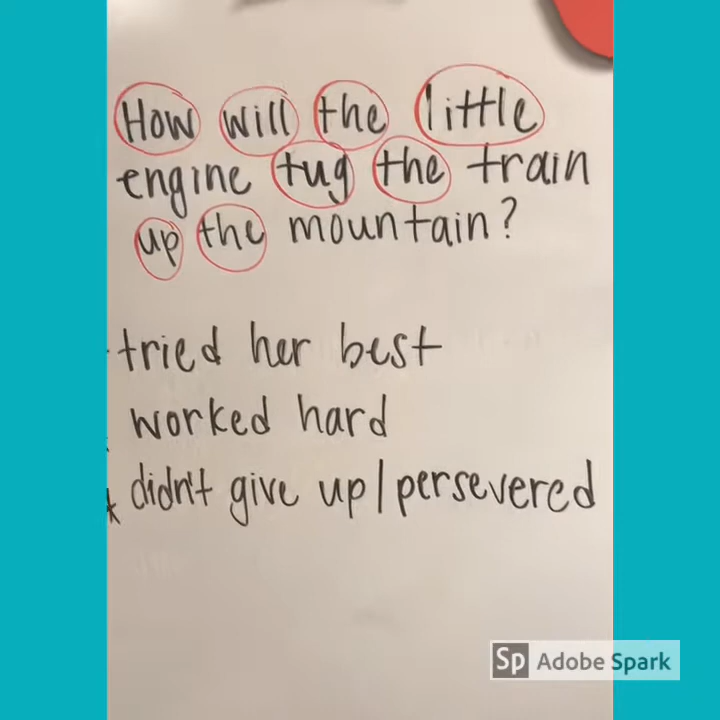 How will the little
engine tug the train
up the mountain?
tried her best
worked hard
didn't give up/persevered
Sp Adobe Spark